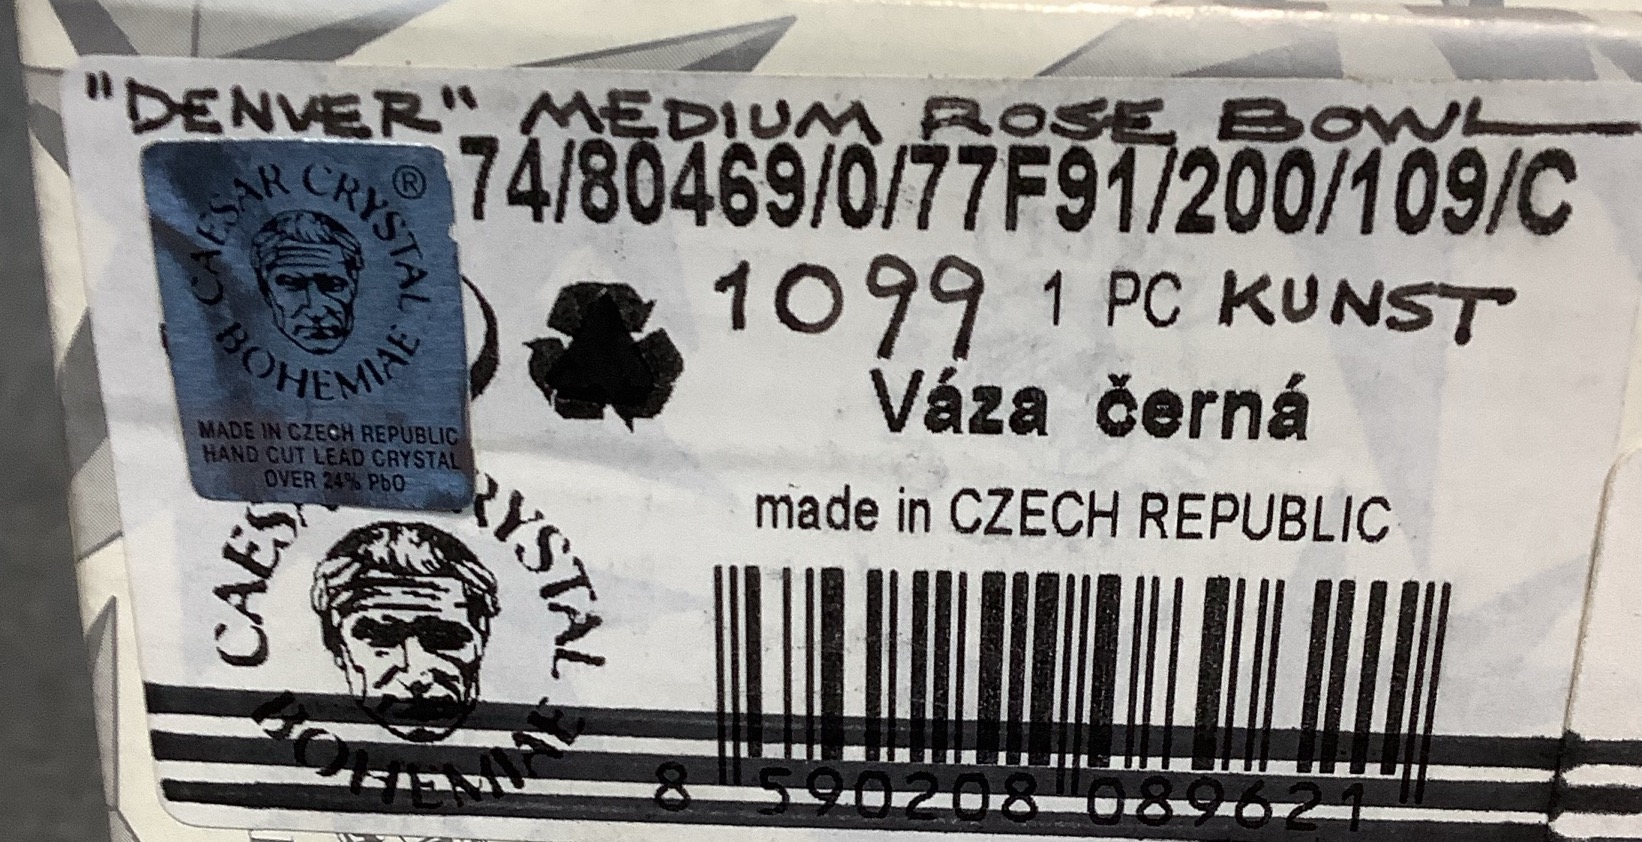 "DENVER" MEDIUM ROSE BOWL
74/80469/0/77F91/200/109/C
CAESAR CRYSTAL ®
BOHEMIAE
MADE IN CZECH REPUBLIC
HAND CUT LEAD CRYSTAL
OVER 24% PbO
1099 1 PC KUNST
Váza černá
made in CZECH REPUBLIC
CAESAR CRYSTAL
BOHEMIAE
8 590208 089621